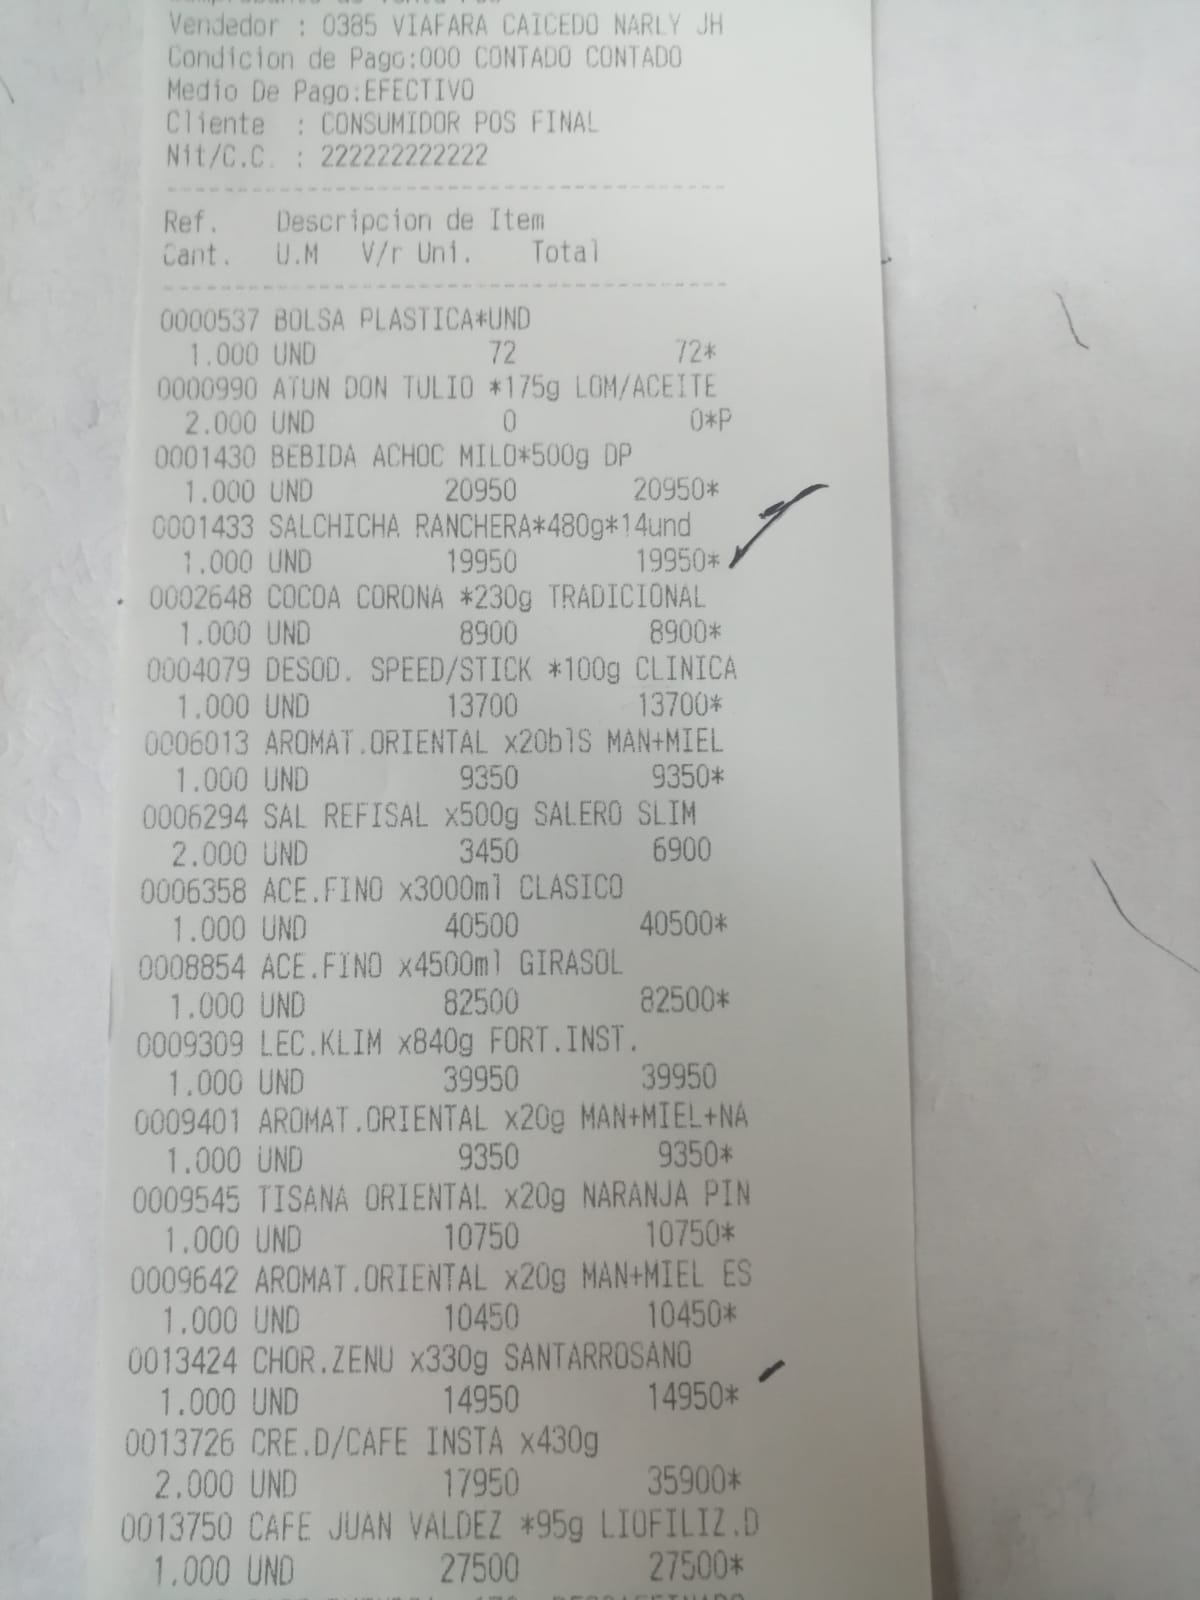 Vendedor : 0385 VIAFARA CAICEDO NARLY JH
Condicion de Pago:000 CONTADO CONTADO
Medio De Pago:EFECTIVO
Cliente : CONSUMIDOR POS FINAL
Nit/C.C. : 222222222222
Ref. Descripcion de Item
Cant. U.M V/r Uni. Total
0000537 BOLSA PLASTICA*UND
1.000 UND 72 72*
0000990 ATUN DON TULIO *175g LOM/ACEITE
2.000 UND 0 0*P
0001430 BEBIDA ACHOC MILO*500g DP
1.000 UND 20950 20950*
0001433 SALCHICHA RANCHERA*480g*14und
1.000 UND 19950 19950*
0002648 COCOA CORONA *230g TRADICIONAL
1.000 UND 8900 8900*
0004079 DESOD. SPEED/STICK *100g CLINICA
1.000 UND 13700 13700*
0006013 AROMAT.ORIENTAL x20blS MAN+MIEL
1.000 UND 9350 9350*
0006294 SAL REFISAL x500g SALERO SLIM
2.000 UND 3450 6900
0006358 ACE.FINO x3000ml CLASICO
1.000 UND 40500 40500*
0008854 ACE.FINO x4500ml GIRASOL
1.000 UND 82500 82500*
0009309 LEC.KLIM x840g FORT.INST.
1.000 UND 39950 39950
0009401 AROMAT.ORIENTAL x20g MAN+MIEL+NA
1.000 UND 9350 9350*
0009545 TISANA ORIENTAL x20g NARANJA PIN
1.000 UND 10750 10750*
0009642 AROMAT.ORIENTAL x20g MAN+MIEL ES
1.000 UND 10450 10450*
0013424 CHOR.ZENU x330g SANTARROSANO
1.000 UND 14950 14950*
0013726 CRE.D/CAFE INSTA x430g
2.000 UND 17950 35900*
0013750 CAFE JUAN VALDEZ *95g LIOFILIZ.D
1.000 UND 27500 27500*